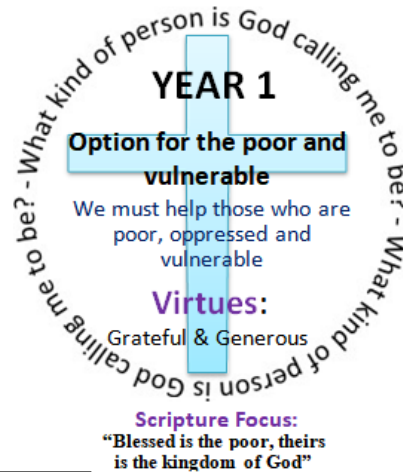 What kind of person is God calling me to be? - What kind of person is God calling me to be? -
YEAR 1
Option for the poor and
vulnerable
We must help those who are
poor, oppressed and
vulnerable
Virtues:
Grateful & Generous
Scripture Focus:
“Blessed is the poor, theirs
is the kingdom of God”